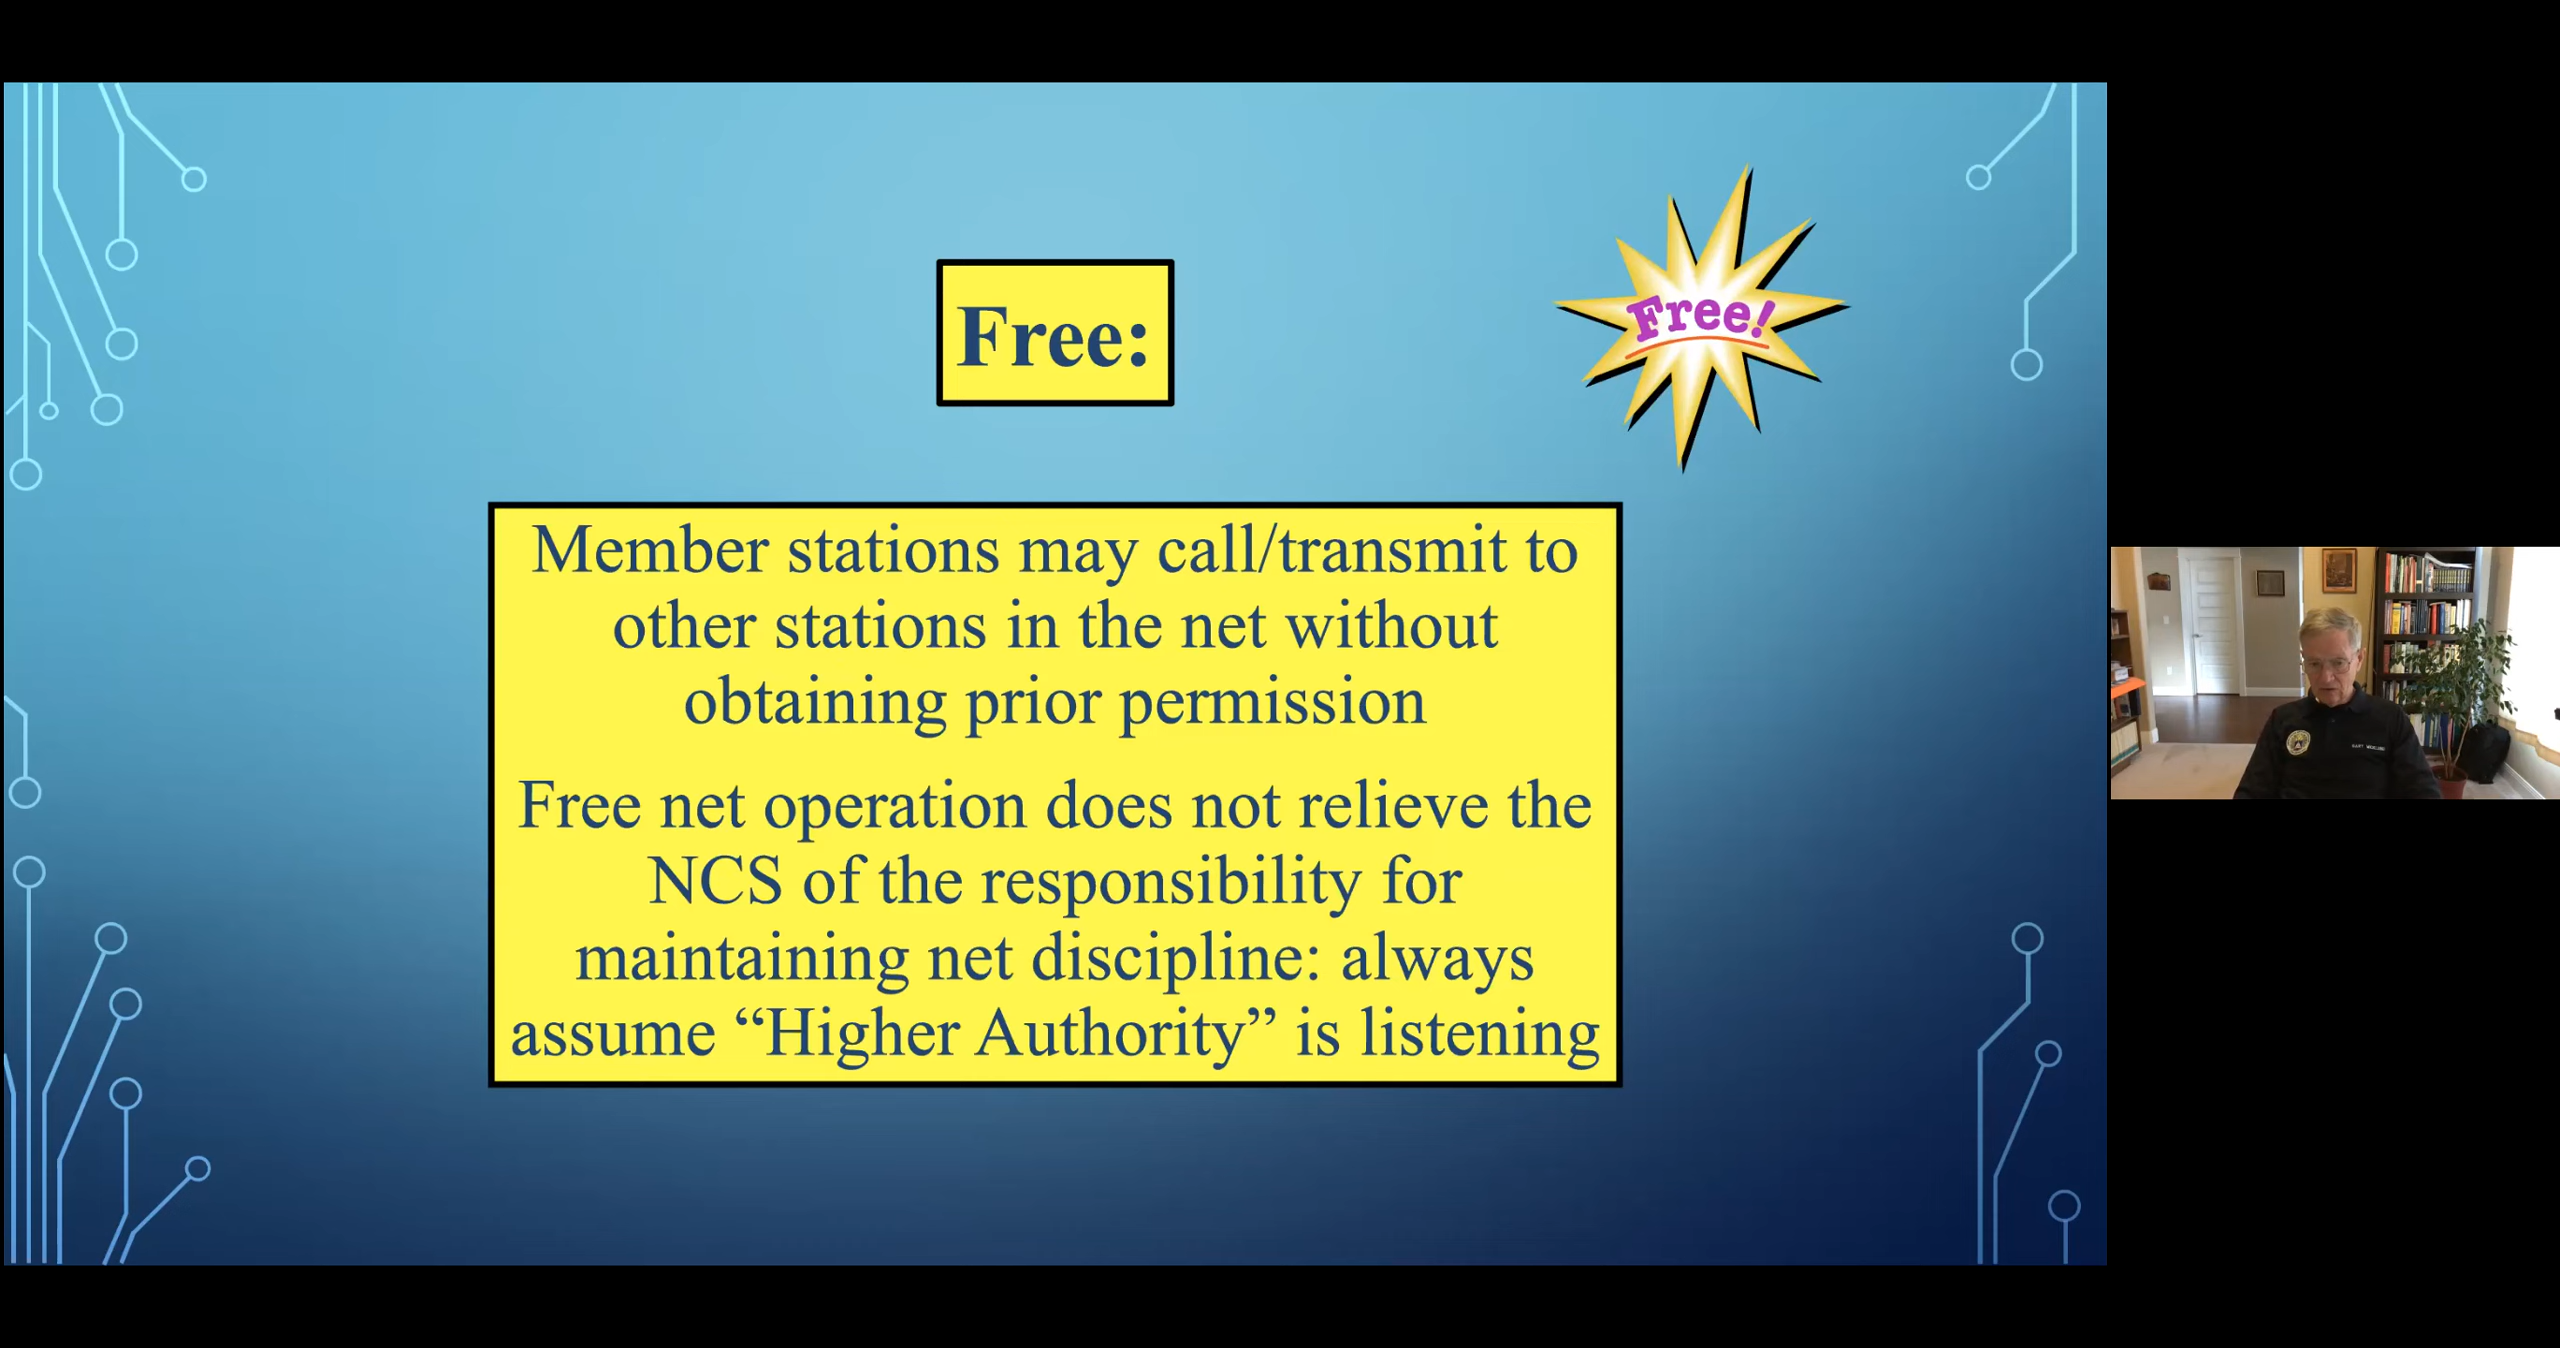 Free:
Free!
Member stations may call/transmit to
other stations in the net without
obtaining prior permission
Free net operation does not relieve the
NCS of the responsibility for
maintaining net discipline: always
assume “Higher Authority” is listening